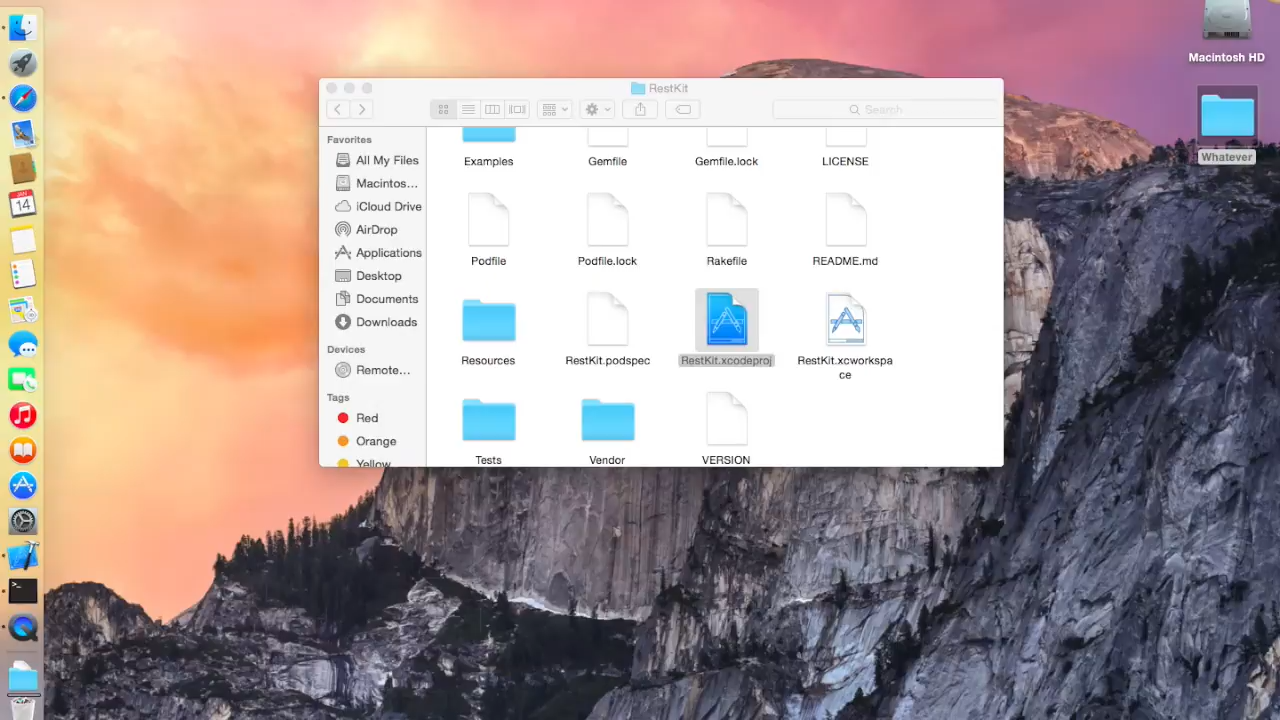 Macintosh HD
Whatever
RestKit
Search
Favorites
All My Files
Macintos...
iCloud Drive
AirDrop
Applications
Desktop
Documents
Downloads
Devices
Remote...
Tags
Red
Orange
Yellow
Examples
Gemfile
Gemfile.lock
LICENSE
Podfile
Podfile.lock
Rakefile
README.md
Resources
RestKit.podspec
RestKit.xcodeproj
RestKit.xcworkspa
ce
Tests
Vendor
VERSION
JAN
14
>_